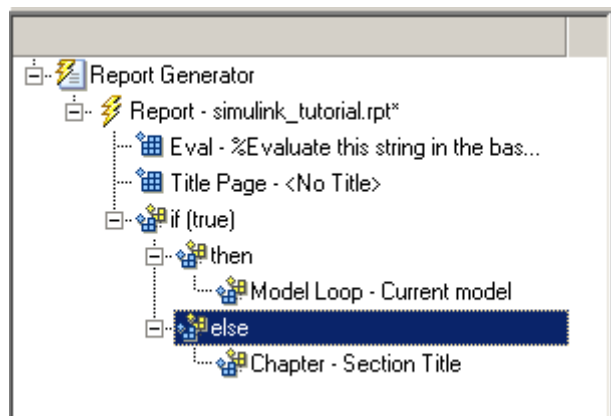 Report Generator
Report - simulink_tutorial.rpt*
Eval - %Evaluate this string in the bas...
Title Page - <No Title>
if (true)
then
Model Loop - Current model
else
Chapter - Section Title